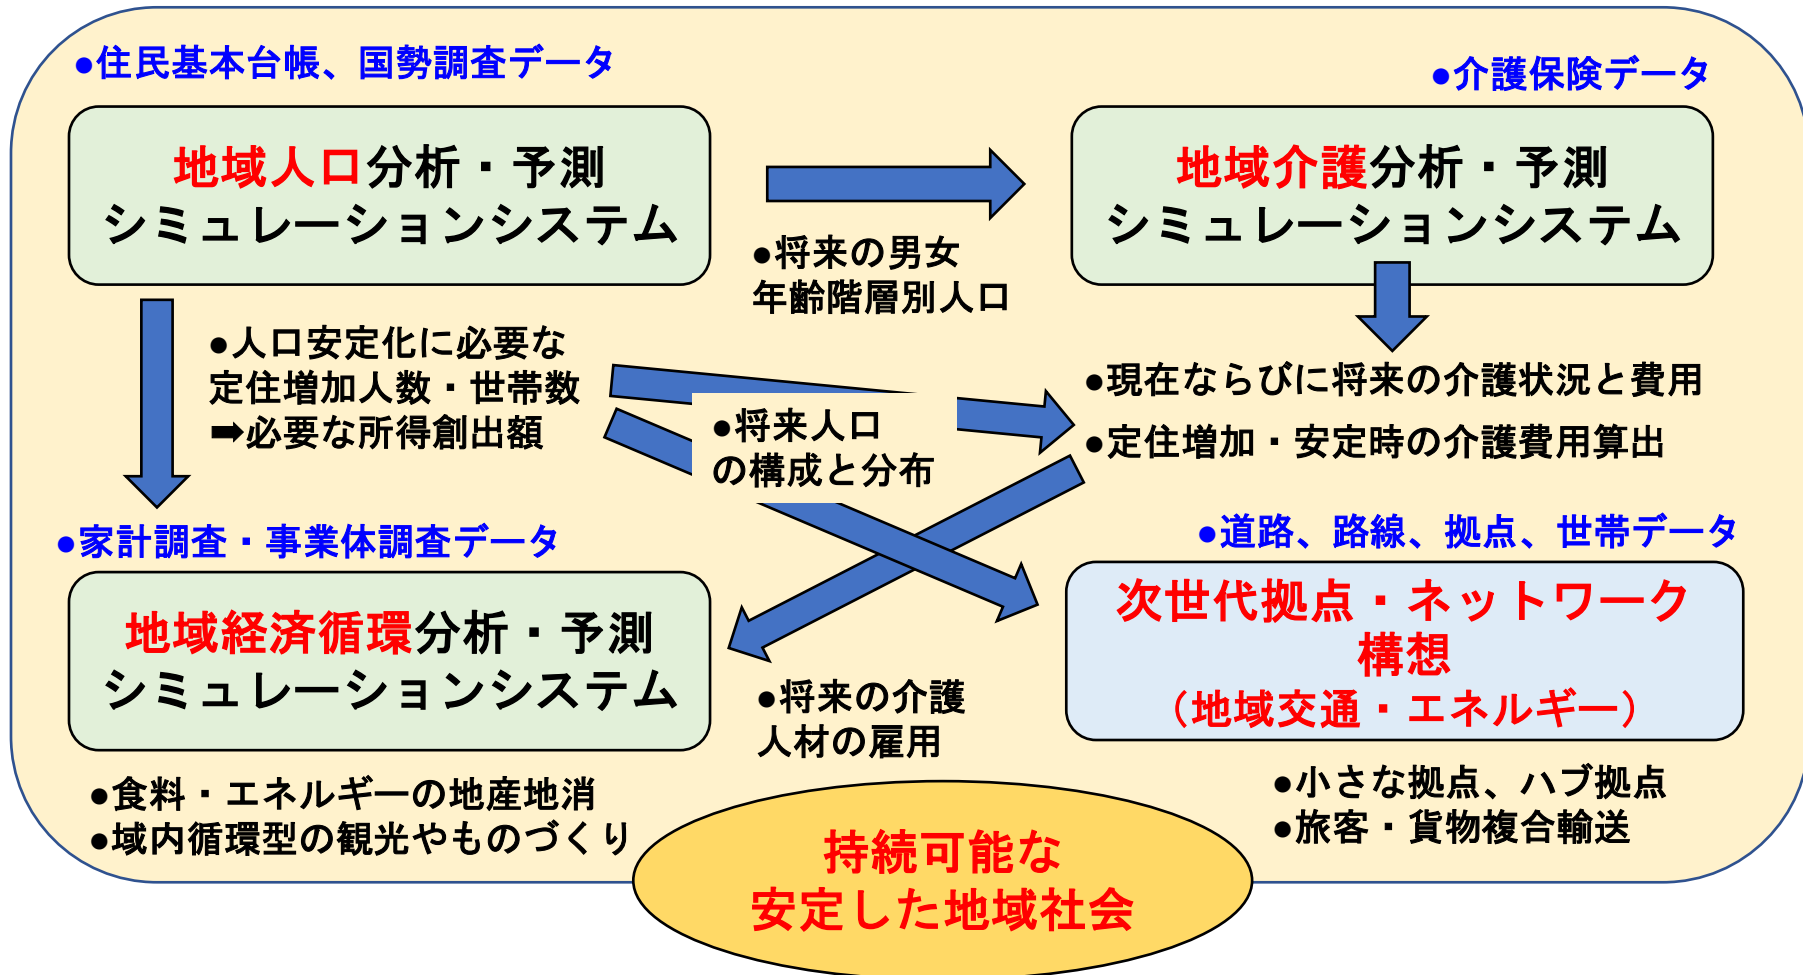 ●住民基本台帳、国勢調査データ
地域人口分析・予測
シミュレーションシステム
●介護保険データ
地域介護分析・予測
シミュレーションシステム
●将来の男女
年齢階層別人口
●人口安定化に必要な
定住増加人数・世帯数
➡必要な所得創出額
●将来人口
の構成と分布
●現在ならびに将来の介護状況と費用
●定住増加・安定時の介護費用算出
●家計調査・事業体調査データ
地域経済循環分析・予測
シミュレーションシステム
●道路、路線、拠点、世帯データ
次世代拠点・ネットワーク
構想
（地域交通・エネルギー）
●将来の介護
人材の雇用
●食料・エネルギーの地産地消
●域内循環型の観光やものづくり
●小さな拠点、ハブ拠点
●旅客・貨物複合輸送
持続可能な
安定した地域社会